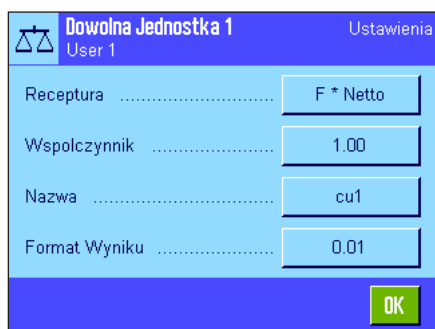 Dowolna Jednostka 1 Ustawienia
User 1
Receptura ............................ F * Netto
Wspolczynnik ...................... 1.00
Nazwa ................................. cu1
Format Wyniku ..................... 0.01
OK